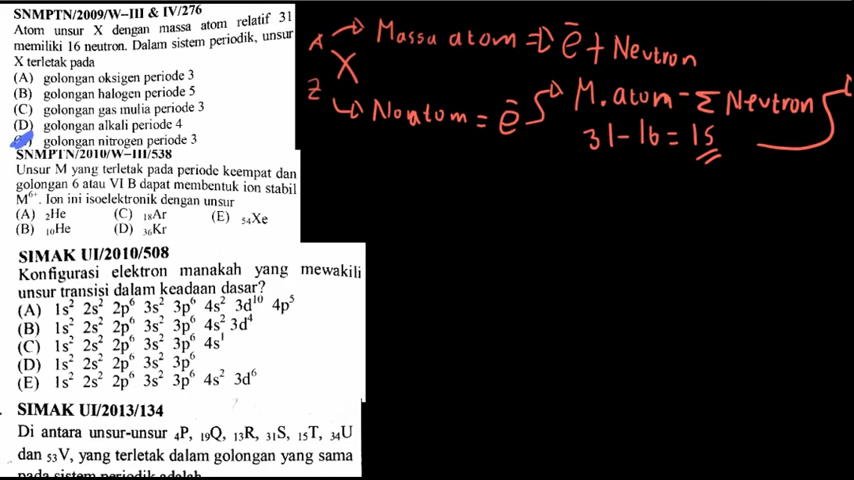 SNMPTN/2009/W–III & IV/276
Atom unsur X dengan massa atom relatif 31
memiliki 16 neutron. Dalam sistem periodik, unsur
X terletak pada
(A) golongan oksigen periode 3
(B) golongan halogen periode 5
(C) golongan gas mulia periode 3
(D) golongan alkali periode 4
golongan nitrogen periode 3
SNMPTN/2010/W–III/538
Unsur M yang terletak pada periode keempat dan
golongan 6 atau VI B dapat membentuk ion stabil
M⁶⁺. Ion ini isoelektronik dengan unsur
(A) ₂He (C) ₁₈Ar (E) ₅₄Xe
(B) ₁₀He (D) ₃₆Kr
SIMAK UI/2010/508
Konfigurasi elektron manakah yang mewakili
unsur transisi dalam keadaan dasar?
(A) 1s² 2s² 2p⁶ 3s² 3p⁶ 4s² 3d¹⁰ 4p⁵
(B) 1s² 2s² 2p⁶ 3s² 3p⁶ 4s² 3d⁴
(C) 1s² 2s² 2p⁶ 3s² 3p⁶ 4s¹
(D) 1s² 2s² 2p⁶ 3s² 3p⁶
(E) 1s² 2s² 2p⁶ 3s² 3p⁶ 4s² 3d⁶
SIMAK UI/2013/134
Di antara unsur-unsur ₄P, ₁₉Q, ₁₃R, ₃₁S, ₁₅T, ₃₄U
dan ₅₃V, yang terletak dalam golongan yang sama
pada sistem periodik adalah
A Massa atom => ē + Neutron
X
Z No atom = ē M. atom - Σ Neutron
31 - 16 = 15